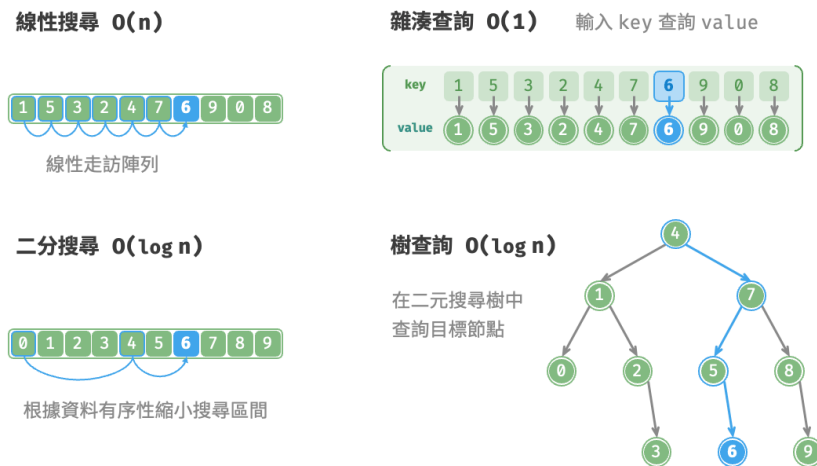 線性搜尋 O(n)
1 5 3 2 4 7 6 9 0 8
線性走訪陣列
雜湊查詢 O(1) 輸入 key 查詢 value
key 1 5 3 2 4 7 6 9 0 8
value 1 5 3 2 4 7 6 9 0 8
二分搜尋 O(log n)
0 1 2 3 4 5 6 7 8 9
根據資料有序性縮小搜尋區間
樹查詢 O(log n)
在二元搜尋樹中
查詢目標節點
4
1 7
0 2 5 8
3 6 9